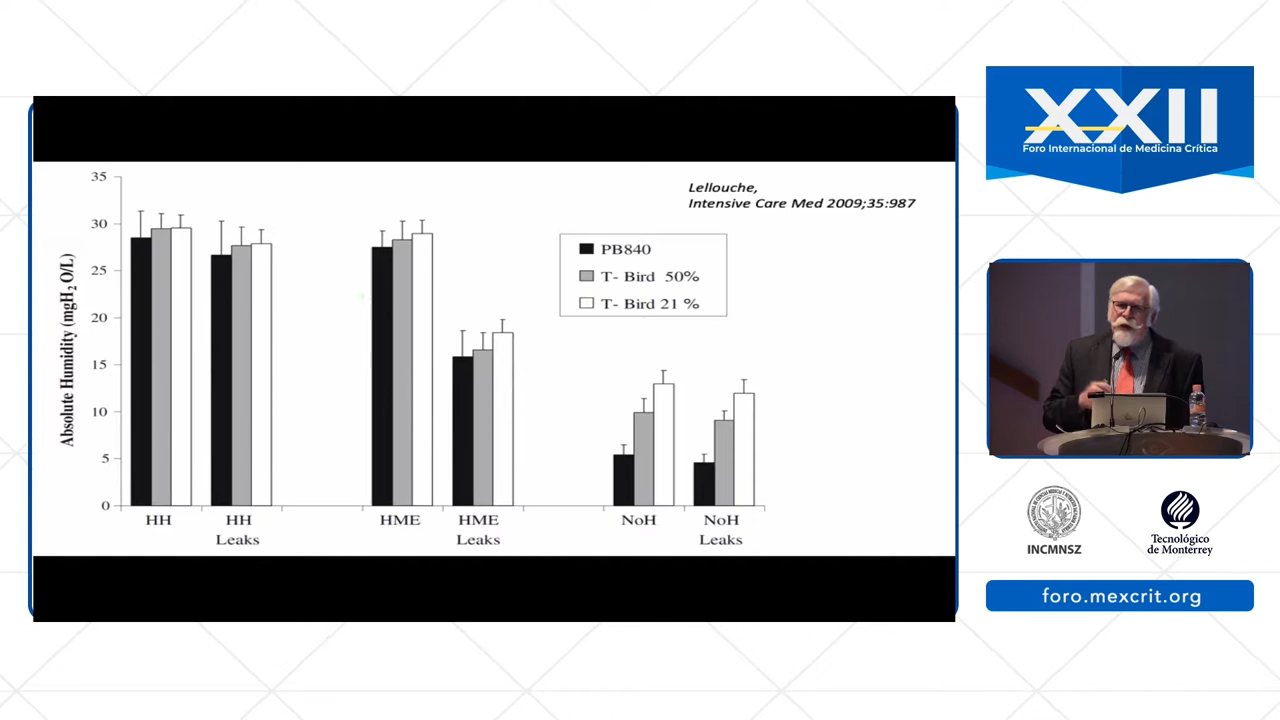 Lellouche,
Intensive Care Med 2009;35:987
Absolute Humidity (mgH2O/L)
35
30
25
20
15
10
5
0
PB840
T- Bird 50%
T- Bird 21 %
HH
HH
Leaks
HME
HME
Leaks
NoH
NoH
Leaks
XXII
Foro Internacional de Medicina Crítica
INCMNSZ
Tecnológico
de Monterrey
foro.mexcrit.org